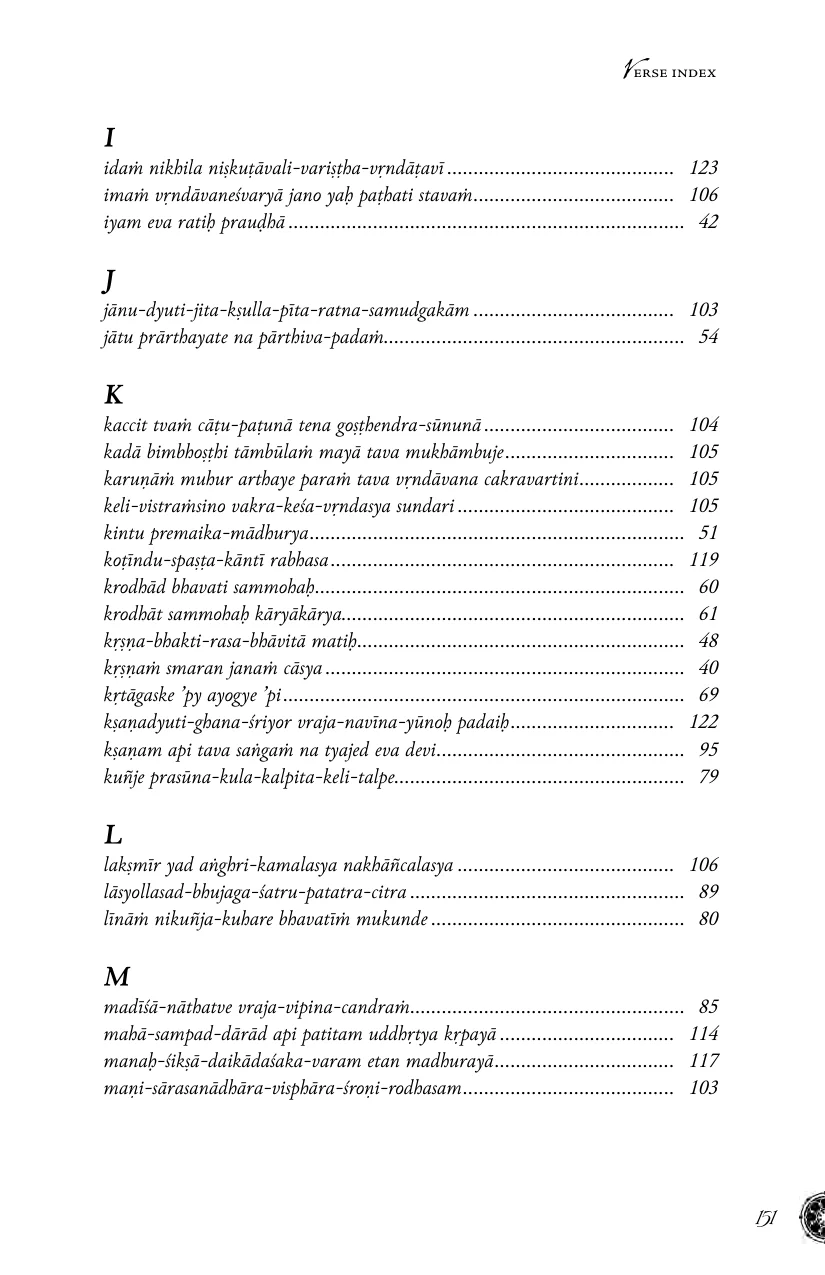 Verse index
I
idaṁ nikhila niṣkuṭāvali-variṣṭha-vṛndāṭavī ........................................... 123
imaṁ vṛndāvaneśvaryā jano yaḥ paṭhati stavaṁ...................................... 106
iyam eva ratiḥ prauḍhā ........................................................................... 42
J
jānu-dyuti-jita-kṣulla-pīta-ratna-samudgakām ...................................... 103
jātu prārthayate na pārthiva-padaṁ......................................................... 54
K
kaccit tvaṁ cāṭu-paṭunā tena goṣṭhendra-sūnunā .................................... 104
kadā bimbhoṣṭhi tāmbūlaṁ mayā tava mukhāmbuje................................ 105
karuṇāṁ muhur arthaye paraṁ tava vṛndāvana cakravartini.................. 105
keli-vistraṁsino vakra-keśa-vṛndasya sundari ......................................... 105
kintu premaika-mādhurya....................................................................... 51
koṭīndu-spaṣṭa-kāntī rabhasa ................................................................. 119
krodhād bhavati sammohaḥ...................................................................... 60
krodhāt sammohaḥ kāryākārya................................................................. 61
kṛṣṇa-bhakti-rasa-bhāvitā matiḥ.............................................................. 48
kṛṣṇaṁ smaran janaṁ cāsya .................................................................... 40
kṛtāgaske ’py ayogye ’pi ............................................................................ 69
kṣaṇadyuti-ghana-śriyor vraja-navīna-yūnoḥ padaiḥ............................... 122
kṣaṇam api tava saṅgaṁ na tyajed eva devi............................................... 95
kuñje prasūna-kula-kalpita-keli-talpe....................................................... 79
L
lakṣmīr yad aṅghri-kamalasya nakhāñcalasya ......................................... 106
lāsyollasad-bhujaga-śatru-patatra-citra .................................................... 89
līnāṁ nikuñja-kuhare bhavatīṁ mukunde ................................................ 80
M
madīśā-nāthatve vraja-vipina-candraṁ.................................................... 85
mahā-sampad-dārād api patitam uddhṛtya kṛpayā ................................. 114
manaḥ-śikṣā-daikādaśaka-varam etan madhurayā.................................. 117
maṇi-sārasanādhāra-visphāra-śroṇi-rodhasam........................................ 103
151